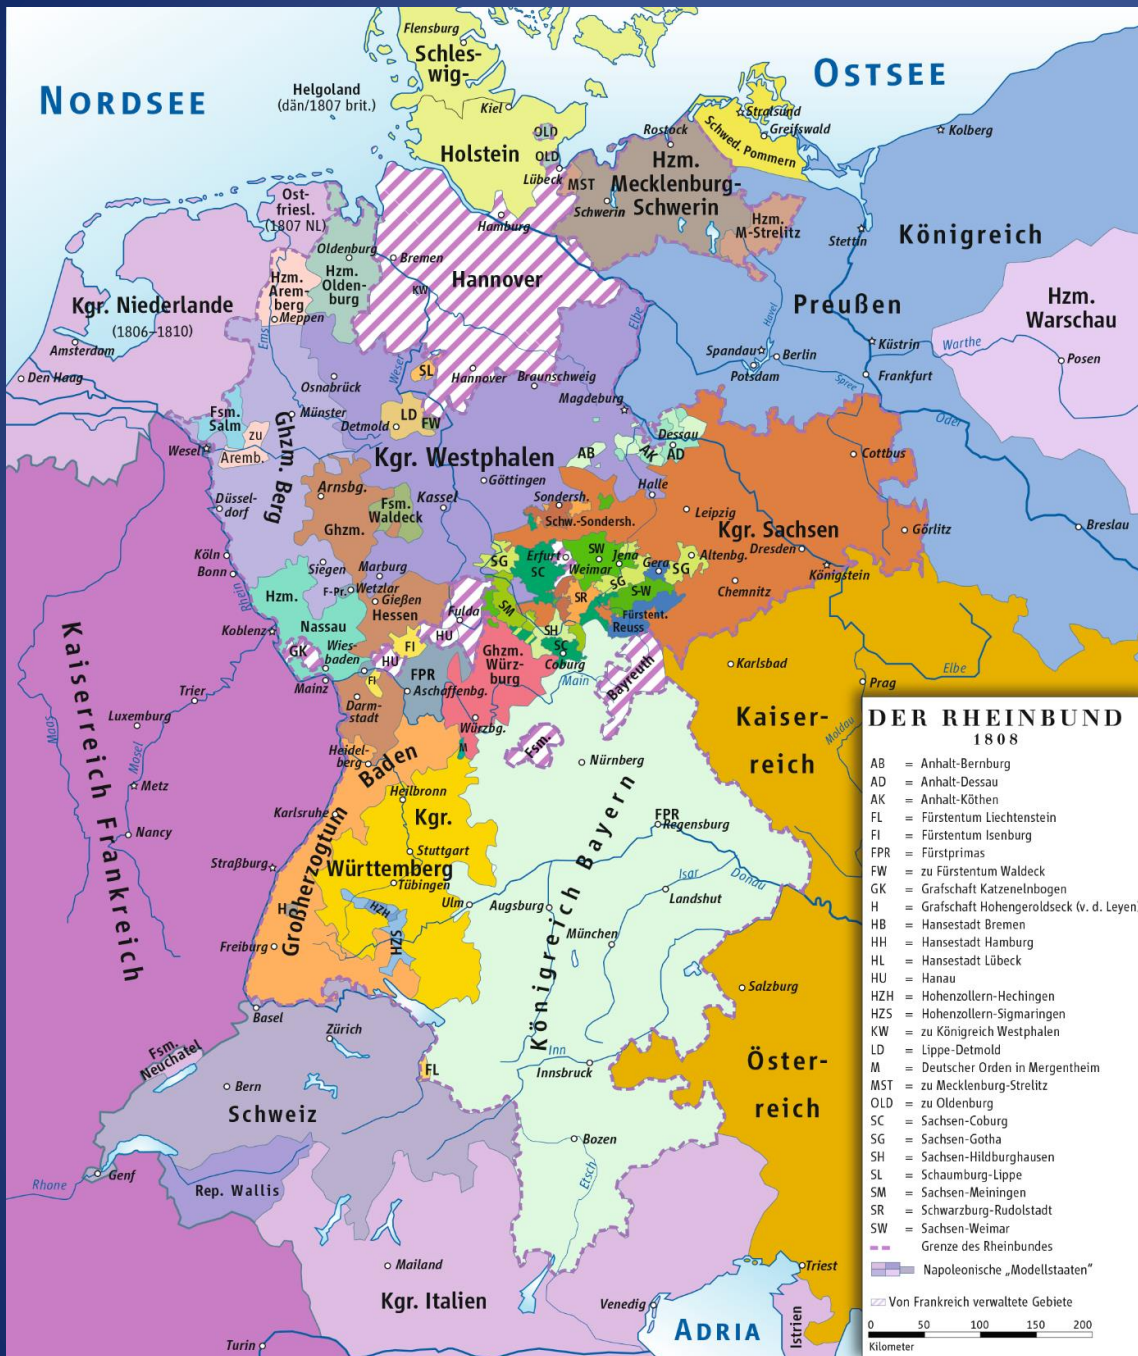 NORDSEE
OSTSEE
Helgoland
(dän/1807 brit.)
Flensburg
Schles-
wig-
Kiel
Holstein
OLD
OLD
Lübeck
MST
Hamburg
Rostock
Hzm.
Mecklenburg-
Schwerin
Schwerin
Stralsund
Greifswald
Schwed. Pommern
Kolberg
Hzm.
M-Strelitz
Stettin
Königreich
Preußen
Hzm.
Warschau
Ost-
friesl.
(1807 NL)
Oldenburg
Hzm.
Olden-
burg
Bremen
KW
Hannover
Hzm.
Arem-
berg
Meppen
Kgr. Niederlande
(1806–1810)
Amsterdam
Den Haag
Ems
Weser
Elbe
Havel
Spandau
Berlin
Potsdam
Spree
Küstrin
Warthe
Posen
Frankfurt
Oder
Osnabrück
SL
Hannover
Braunschweig
Magdeburg
Fsm.
Salm
zu
Aremb.
Münster
Detmold
LD
FW
Wesel
Ghzm. Berg
Kgr. Westphalen
Göttingen
AB
AK
Dessau
AD
Cottbus
Düssel-
dorf
Arnsbg.
Ghzm.
Fsm.
Waldeck
Kassel
Sondersh.
Halle
Schw.-Sondersh.
Leipzig
Kgr. Sachsen
Görlitz
Breslau
Köln
Bonn
Rhein
Siegen
F-Pr.
Marburg
Wetzlar
Gießen
Hessen
SG
Erfurt
SC
SW
Weimar
Jena
SG
Gera
SG
Altenbg.
Dresden
Königstein
Chemnitz
Hzm.
Nassau
Koblenz
GK
Wies-
baden
Mainz
Fulda
HU
HU
FI
FI
SM
SR
S-W
Fürstent.
Reuss
SH
SC
Coburg
Ghzm.
Würz-
burg
FPR
Aschaffenbg.
Main
Bayreuth
Karlsbad
Elbe
Prag
Moldau
Kaiserreich Frankreich
Trier
Luxemburg
Maas
Mosel
Metz
Nancy
Darm-
stadt
Würzbg.
M
Fsm.
Nürnberg
Kaiser-
reich
Heidel-
berg
Baden
Heilbronn
Karlsruhe
Kgr.
Württemberg
Stuttgart
Tübingen
Straßburg
Großherzogtum
FPR
Regensburg
Königreich Bayern
Isar
Donau
Landshut
Ulm
Augsburg
München
H
HZH
SZH
Freiburg
Salzburg
Basel
Zürich
Fsm.
Neuchatel
Bern
Schweiz
FL
Inn
Innsbruck
Öster-
reich
Bozen
Etsch
Genf
Rhone
Rep. Wallis
Mailand
Kgr. Italien
Venedig
Triest
ADRIA
Istrien
Turin
DER RHEINBUND
1808
AB = Anhalt-Bernburg
AD = Anhalt-Dessau
AK = Anhalt-Köthen
FL = Fürstentum Liechtenstein
FI = Fürstentum Isenburg
FPR = Fürstprimas
FW = zu Fürstentum Waldeck
GK = Grafschaft Katzenelnbogen
H = Grafschaft Hohengeroldseck (v. d. Leyen)
HB = Hansestadt Bremen
HH = Hansestadt Hamburg
HL = Hansestadt Lübeck
HU = Hanau
HZH = Hohenzollern-Hechingen
HZS = Hohenzollern-Sigmaringen
KW = zu Königreich Westphalen
LD = Lippe-Detmold
M = Deutscher Orden in Mergentheim
MST = zu Mecklenburg-Strelitz
OLD = zu Oldenburg
SC = Sachsen-Coburg
SG = Sachsen-Gotha
SH = Sachsen-Hildburghausen
SL = Schaumburg-Lippe
SM = Sachsen-Meiningen
SR = Schwarzburg-Rudolstadt
SW = Sachsen-Weimar
Grenze des Rheinbundes
Napoleonische „Modellstaaten"
Von Frankreich verwaltete Gebiete
0 50 100 150 200
Kilometer